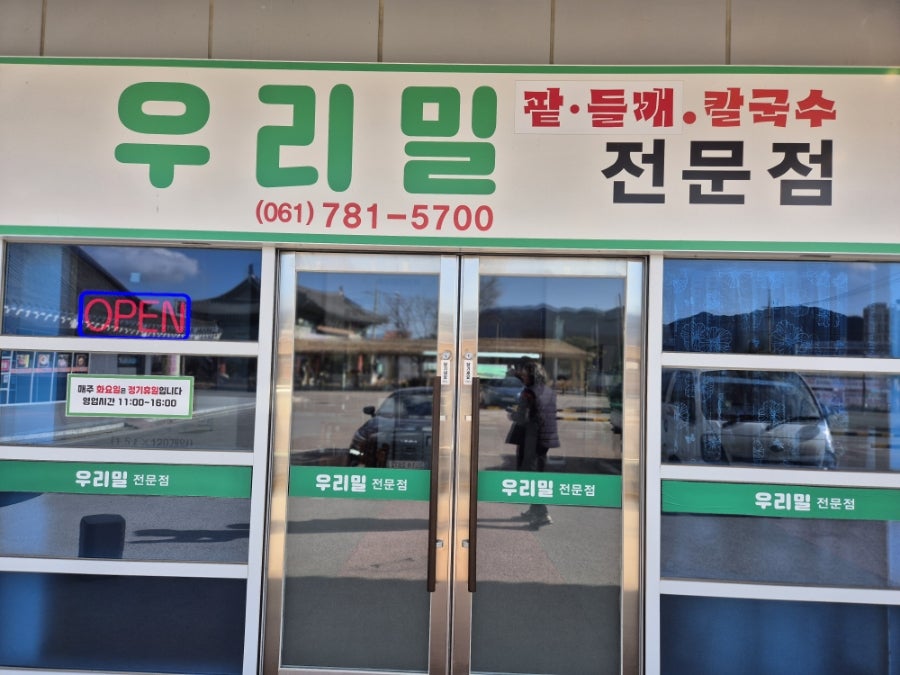 우리밀 팥·들깨.칼국수
전문점
(061) 781-5700
OPEN
매주 화요일은 정기휴일입니다
영업시간 11:00~16:00
우리밀 전문점
우리밀 전문점
우리밀 전문점
우리밀 전문점